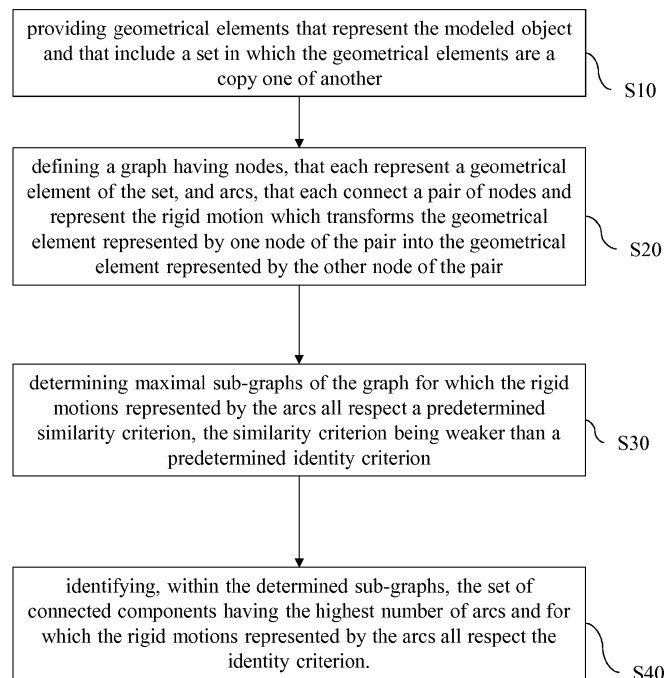 providing geometrical elements that represent the modeled object
and that include a set in which the geometrical elements are a
copy one of another
S10
defining a graph having nodes, that each represent a geometrical
element of the set, and arcs, that each connect a pair of nodes and
represent the rigid motion which transforms the geometrical
element represented by one node of the pair into the geometrical
element represented by the other node of the pair
S20
determining maximal sub-graphs of the graph for which the rigid
motions represented by the arcs all respect a predetermined
similarity criterion, the similarity criterion being weaker than a
predetermined identity criterion
S30
identifying, within the determined sub-graphs, the set of
connected components having the highest number of arcs and for
which the rigid motions represented by the arcs all respect the
identity criterion.
S40